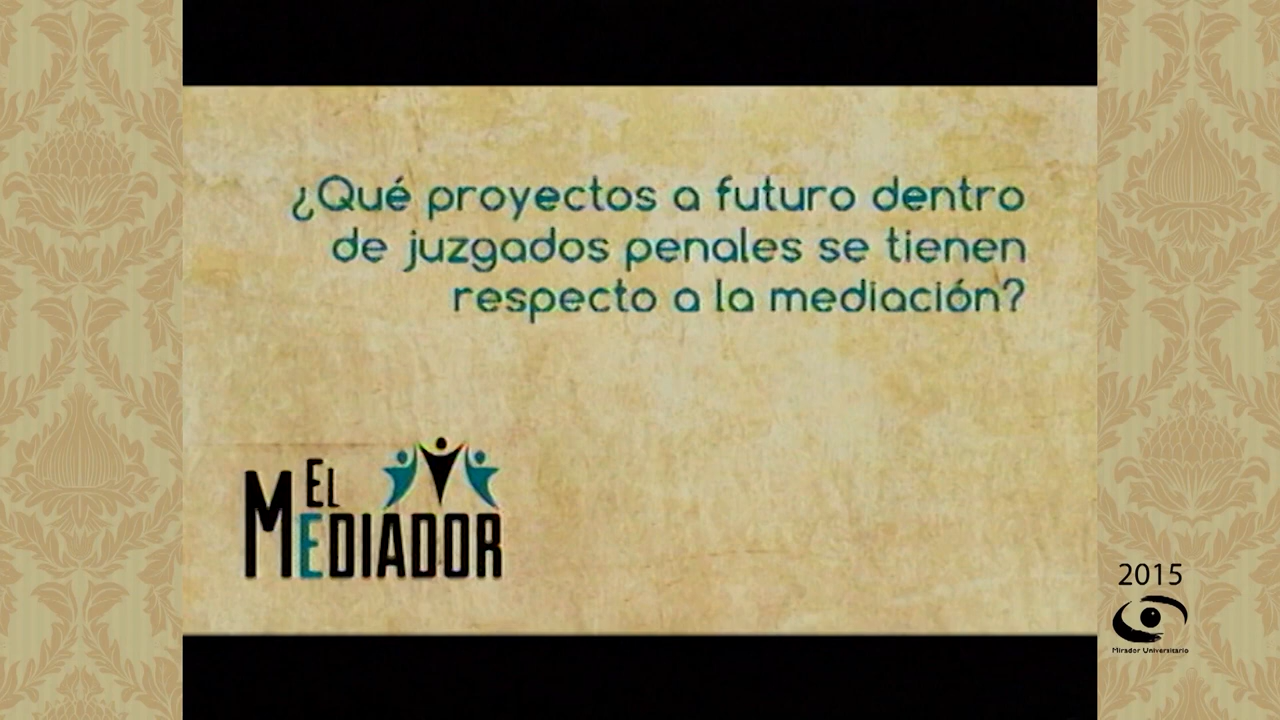 ¿Qué proyectos a futuro dentro
de juzgados penales se tienen
respecto a la mediación?
EL
MEDIADOR
2015
Mirador Universitario